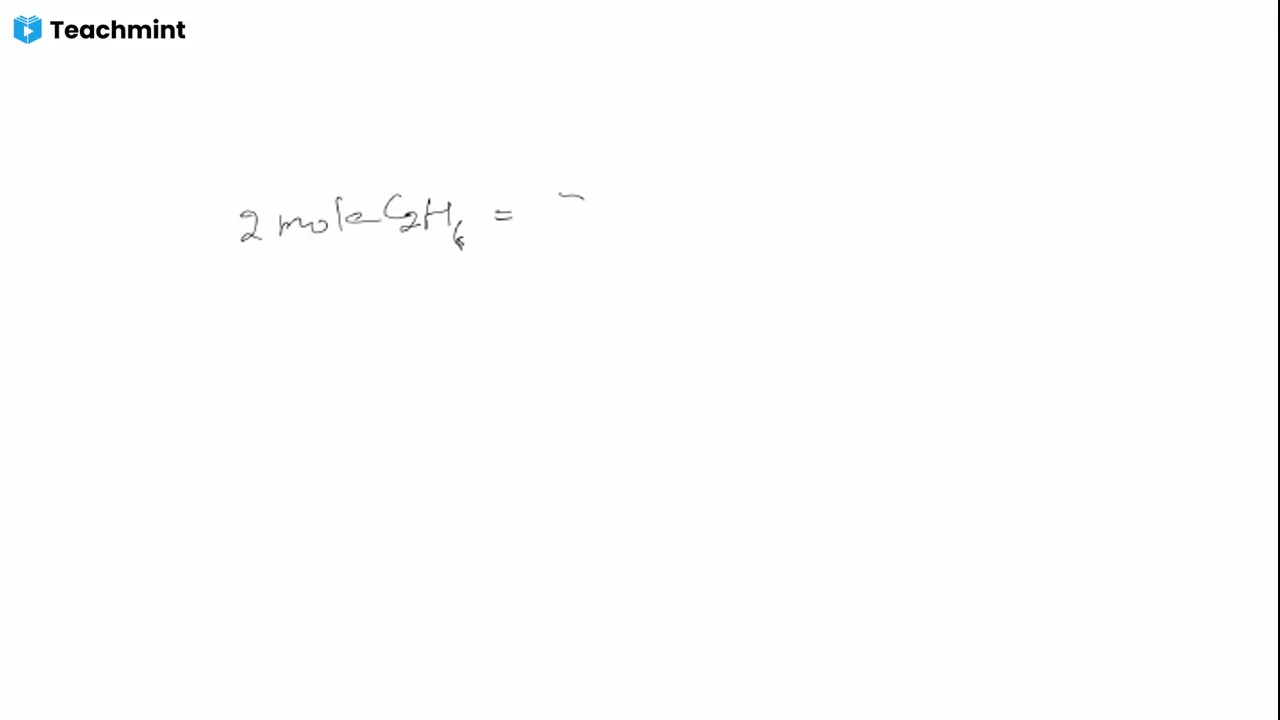 Teachmint
2 mole C₂H₆ =